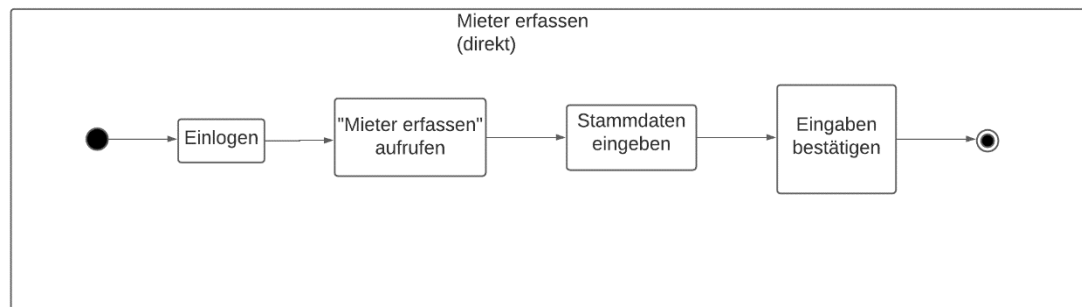 Mieter erfassen
(direkt)
Einlogen
"Mieter erfassen"
aufrufen
Stammdaten
eingeben
Eingaben
bestätigen